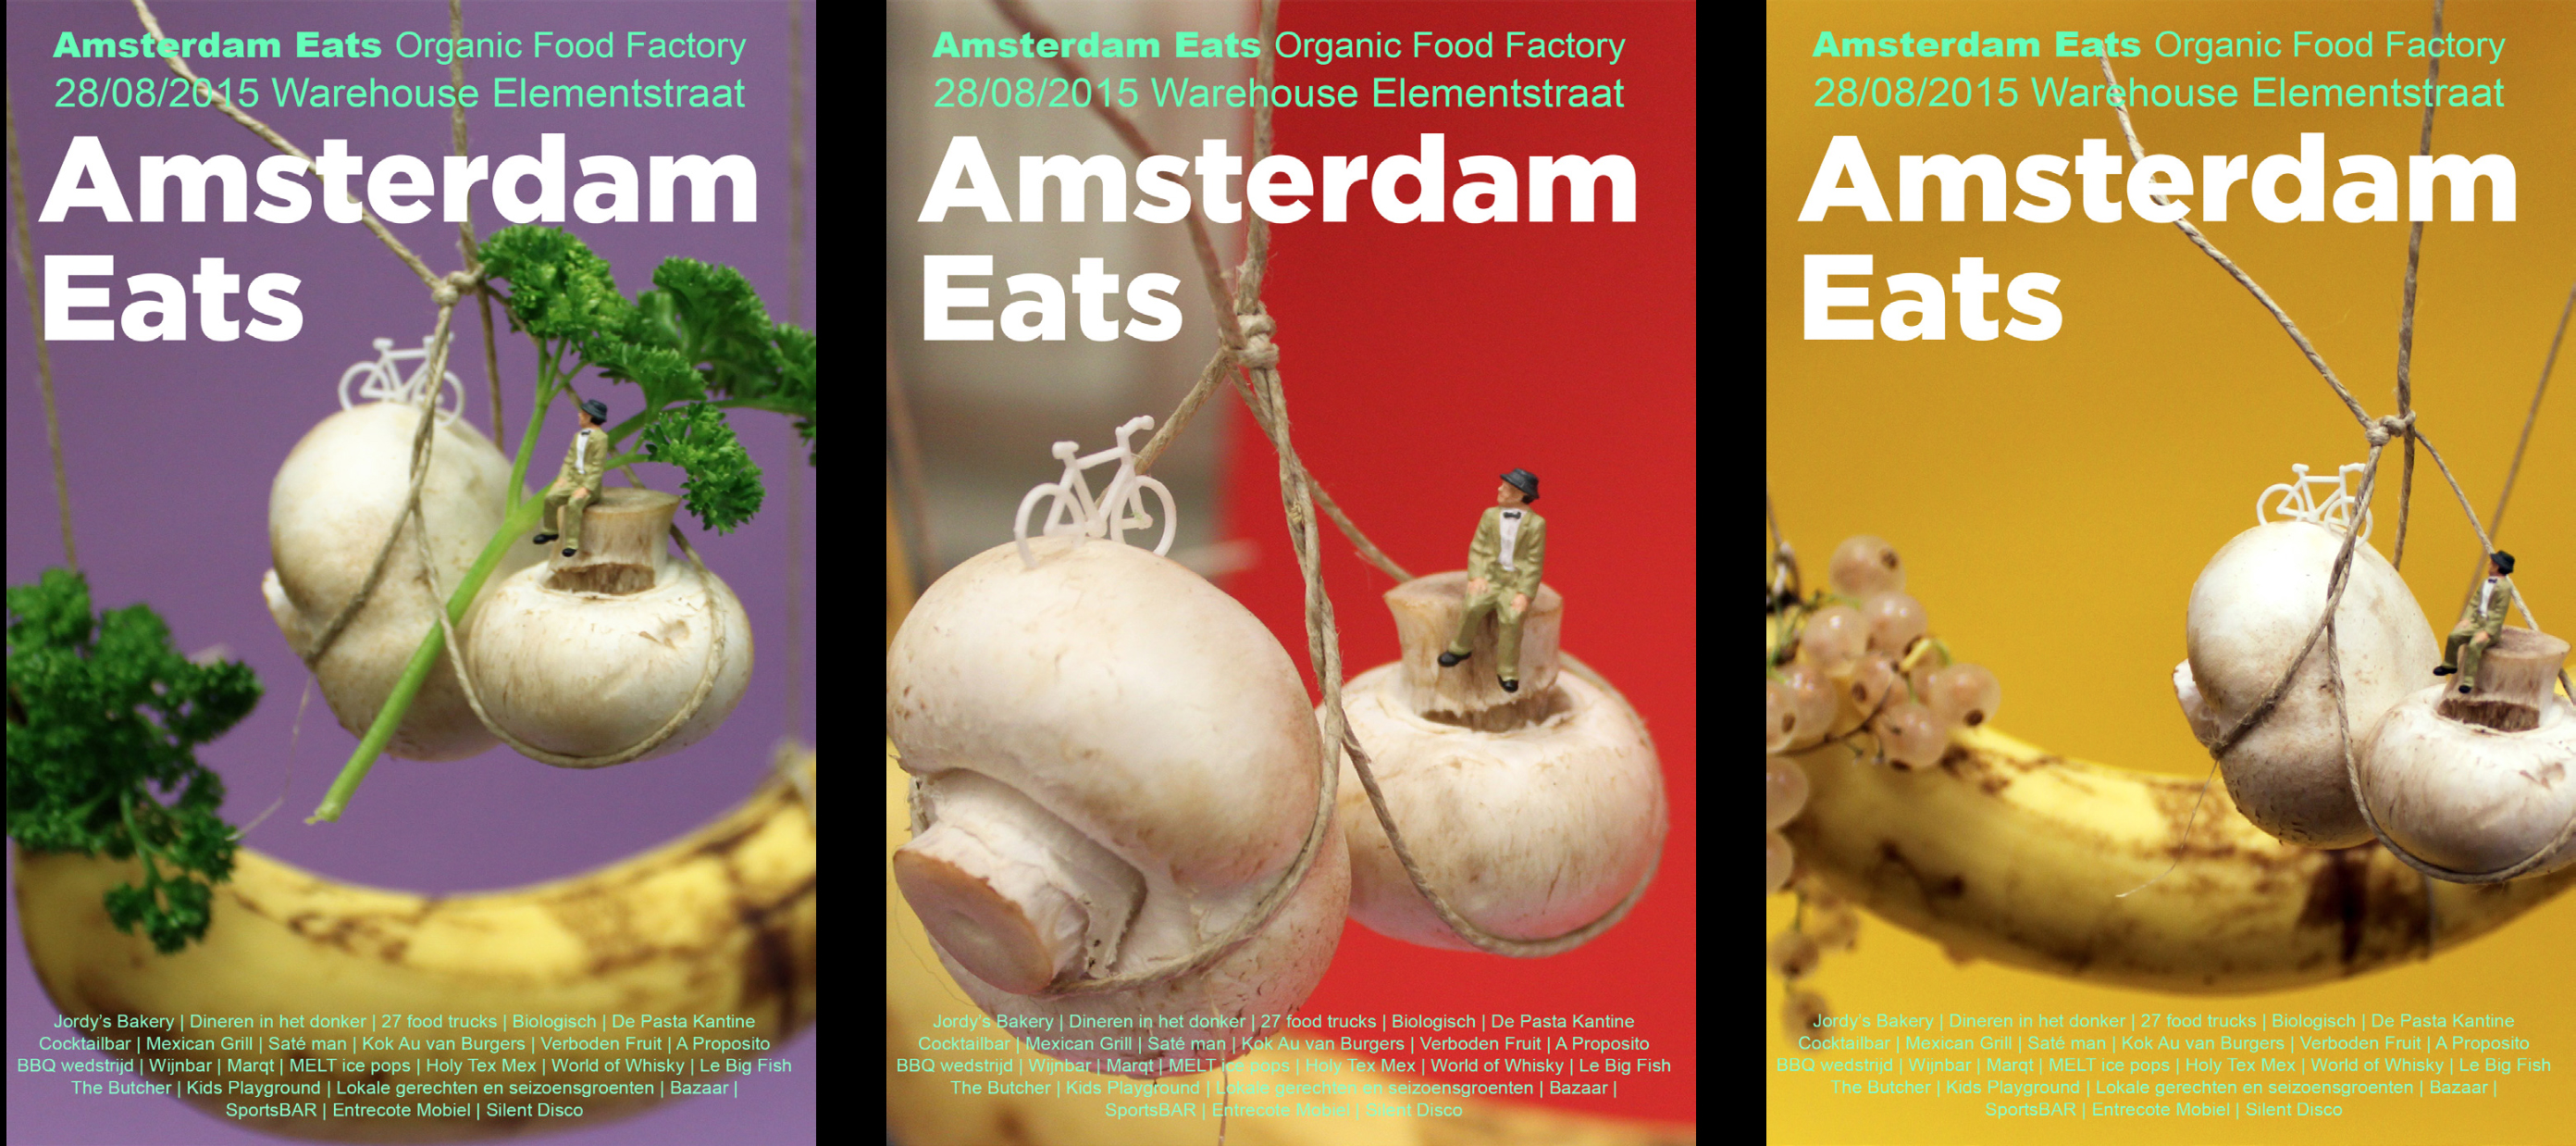 Amsterdam Eats Organic Food Factory
28/08/2015 Warehouse Elementstraat
Amsterdam
Eats
Jordy's Bakery | Dineren in het donker | 27 food trucks | Biologisch | De Pasta Kantine
Cocktailbar | Mexican Grill | Saté man | Kok Au van Burgers | Verboden Fruit | A Proposito
BBQ wedstrijd | Wijnbar | Marqt | MELT ice pops | Holy Tex Mex | World of Whisky | Le Big Fish
The Butcher | Kids Playground | Lokale gerechten en seizoensgroenten | Bazaar |
SportsBAR | Entrecote Mobiel | Silent Disco
Amsterdam Eats Organic Food Factory
28/08/2015 Warehouse Elementstraat
Amsterdam
Eats
Jordy's Bakery | Dineren in het donker | 27 food trucks | Biologisch | De Pasta Kantine
Cocktailbar | Mexican Grill | Saté man | Kok Au van Burgers | Verboden Fruit | A Proposito
BBQ wedstrijd | Wijnbar | Marqt | MELT ice pops | Holy Tex Mex | World of Whisky | Le Big Fish
The Butcher | Kids Playground | Lokale gerechten en seizoensgroenten | Bazaar |
SportsBAR | Entrecote Mobiel | Silent Disco
Amsterdam Eats Organic Food Factory
28/08/2015 Warehouse Elementstraat
Amsterdam
Eats
Jordy's Bakery | Dineren in het donker | 27 food trucks | Biologisch | De Pasta Kantine
Cocktailbar | Mexican Grill | Saté man | Kok Au van Burgers | Verboden Fruit | A Proposito
BBQ wedstrijd | Wijnbar | Marqt | MELT ice pops | Holy Tex Mex | World of Whisky | Le Big Fish
The Butcher | Kids Playground | Lokale gerechten en seizoensgroenten | Bazaar |
SportsBAR | Entrecote Mobiel | Silent Disco